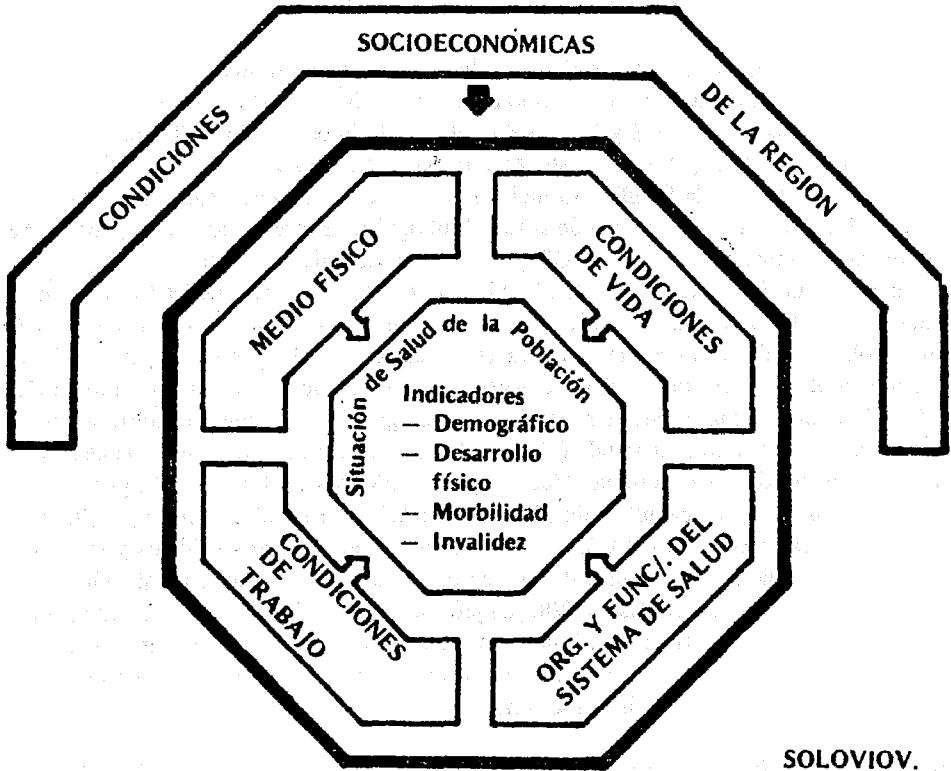 CONDICIONES
SOCIOECONOMICAS
DE LA REGION
MEDIO FISICO
CONDICIONES
DE VIDA
Situación de Salud de la Población
Indicadores
— Demográfico
— Desarrollo
físico
— Morbilidad
— Invalidez
CONDICIONES
DE
TRABAJO
ORG. Y FUNC/. DEL
SISTEMA DE SALUD
SOLOVIOV.